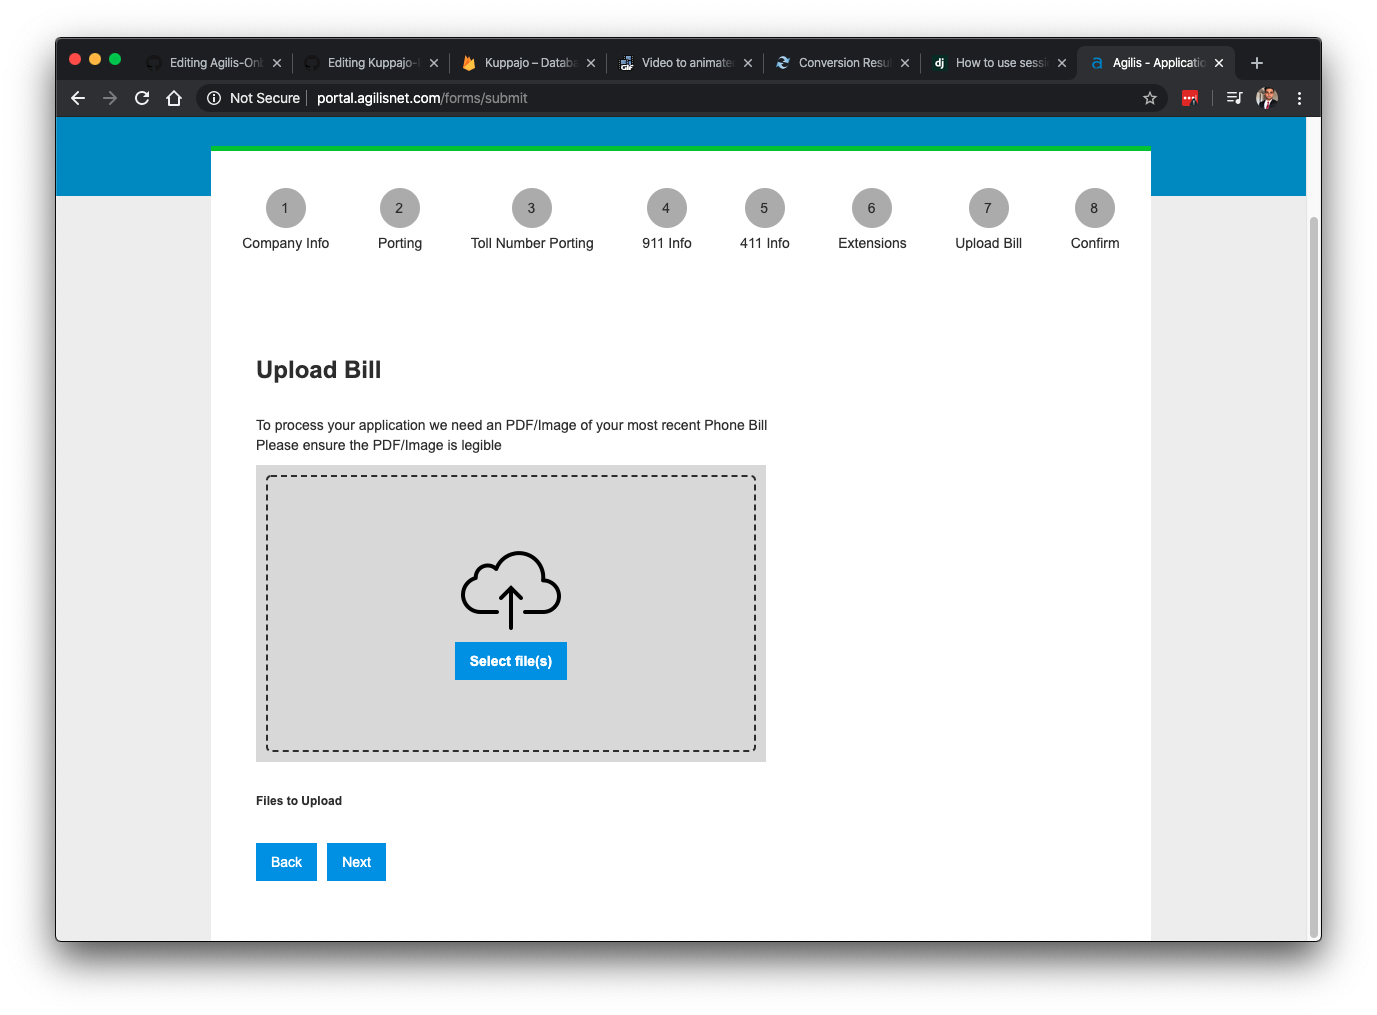 Editing Agilis-On
Editing Kuppajo-
Kuppajo – Databa
Video to animate
Conversion Resu
dj How to use sessi
a Agilis - Applicatio
Not Secure portal.agilisnet.com/forms/submit
1 2 3 4 5 6 7 8
Company Info Porting Toll Number Porting 911 Info 411 Info Extensions Upload Bill Confirm
Upload Bill
To process your application we need an PDF/Image of your most recent Phone Bill
Please ensure the PDF/Image is legible
Select file(s)
Files to Upload
Back Next